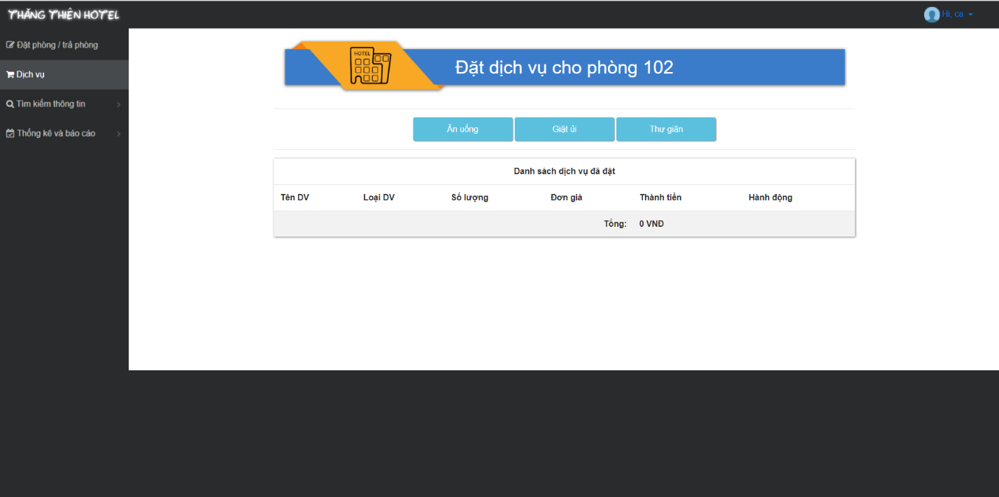 THĂNG THIÊN HOTEL
Hi, ca
Đặt phòng / trả phòng
Dịch vụ
Tìm kiếm thông tin
Thống kê và báo cáo
HOTEL
Đặt dịch vụ cho phòng 102
Ăn uống Giặt ủi Thư giãn
Danh sách dịch vụ đã đặt
Tên DV Loại DV Số lượng Đơn giá Thành tiền Hành động
Tổng: 0 VNĐ